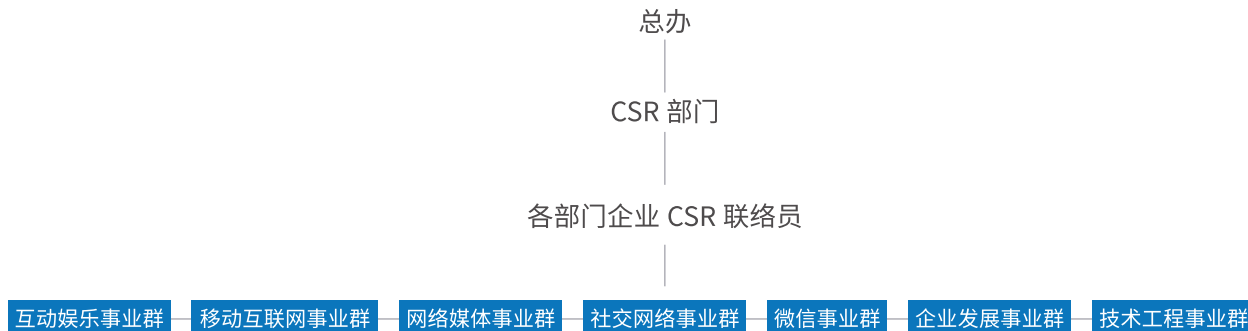 总办
CSR 部门
各部门企业 CSR 联络员
互动娱乐事业群
移动互联网事业群
网络媒体事业群
社交网络事业群
微信事业群
企业发展事业群
技术工程事业群